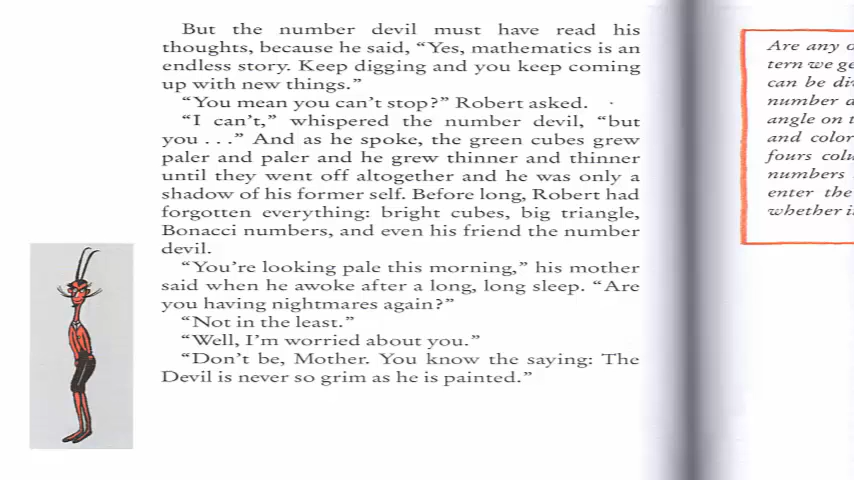 But the number devil must have read his
thoughts, because he said, “Yes, mathematics is an
endless story. Keep digging and you keep coming
up with new things.”
“You mean you can’t stop?” Robert asked.
“I can’t,” whispered the number devil, “but
you . . .” And as he spoke, the green cubes grew
paler and paler and he grew thinner and thinner
until they went off altogether and he was only a
shadow of his former self. Before long, Robert had
forgotten everything: bright cubes, big triangle,
Bonacci numbers, and even his friend the number
devil.
“You’re looking pale this morning,” his mother
said when he awoke after a long, long sleep. “Are
you having nightmares again?”
“Not in the least.”
“Well, I’m worried about you.”
“Don’t be, Mother. You know the saying: The
Devil is never so grim as he is painted.”
Are any
tern we
can be
number
angle on
and color
fours
numbers
enter the
whether